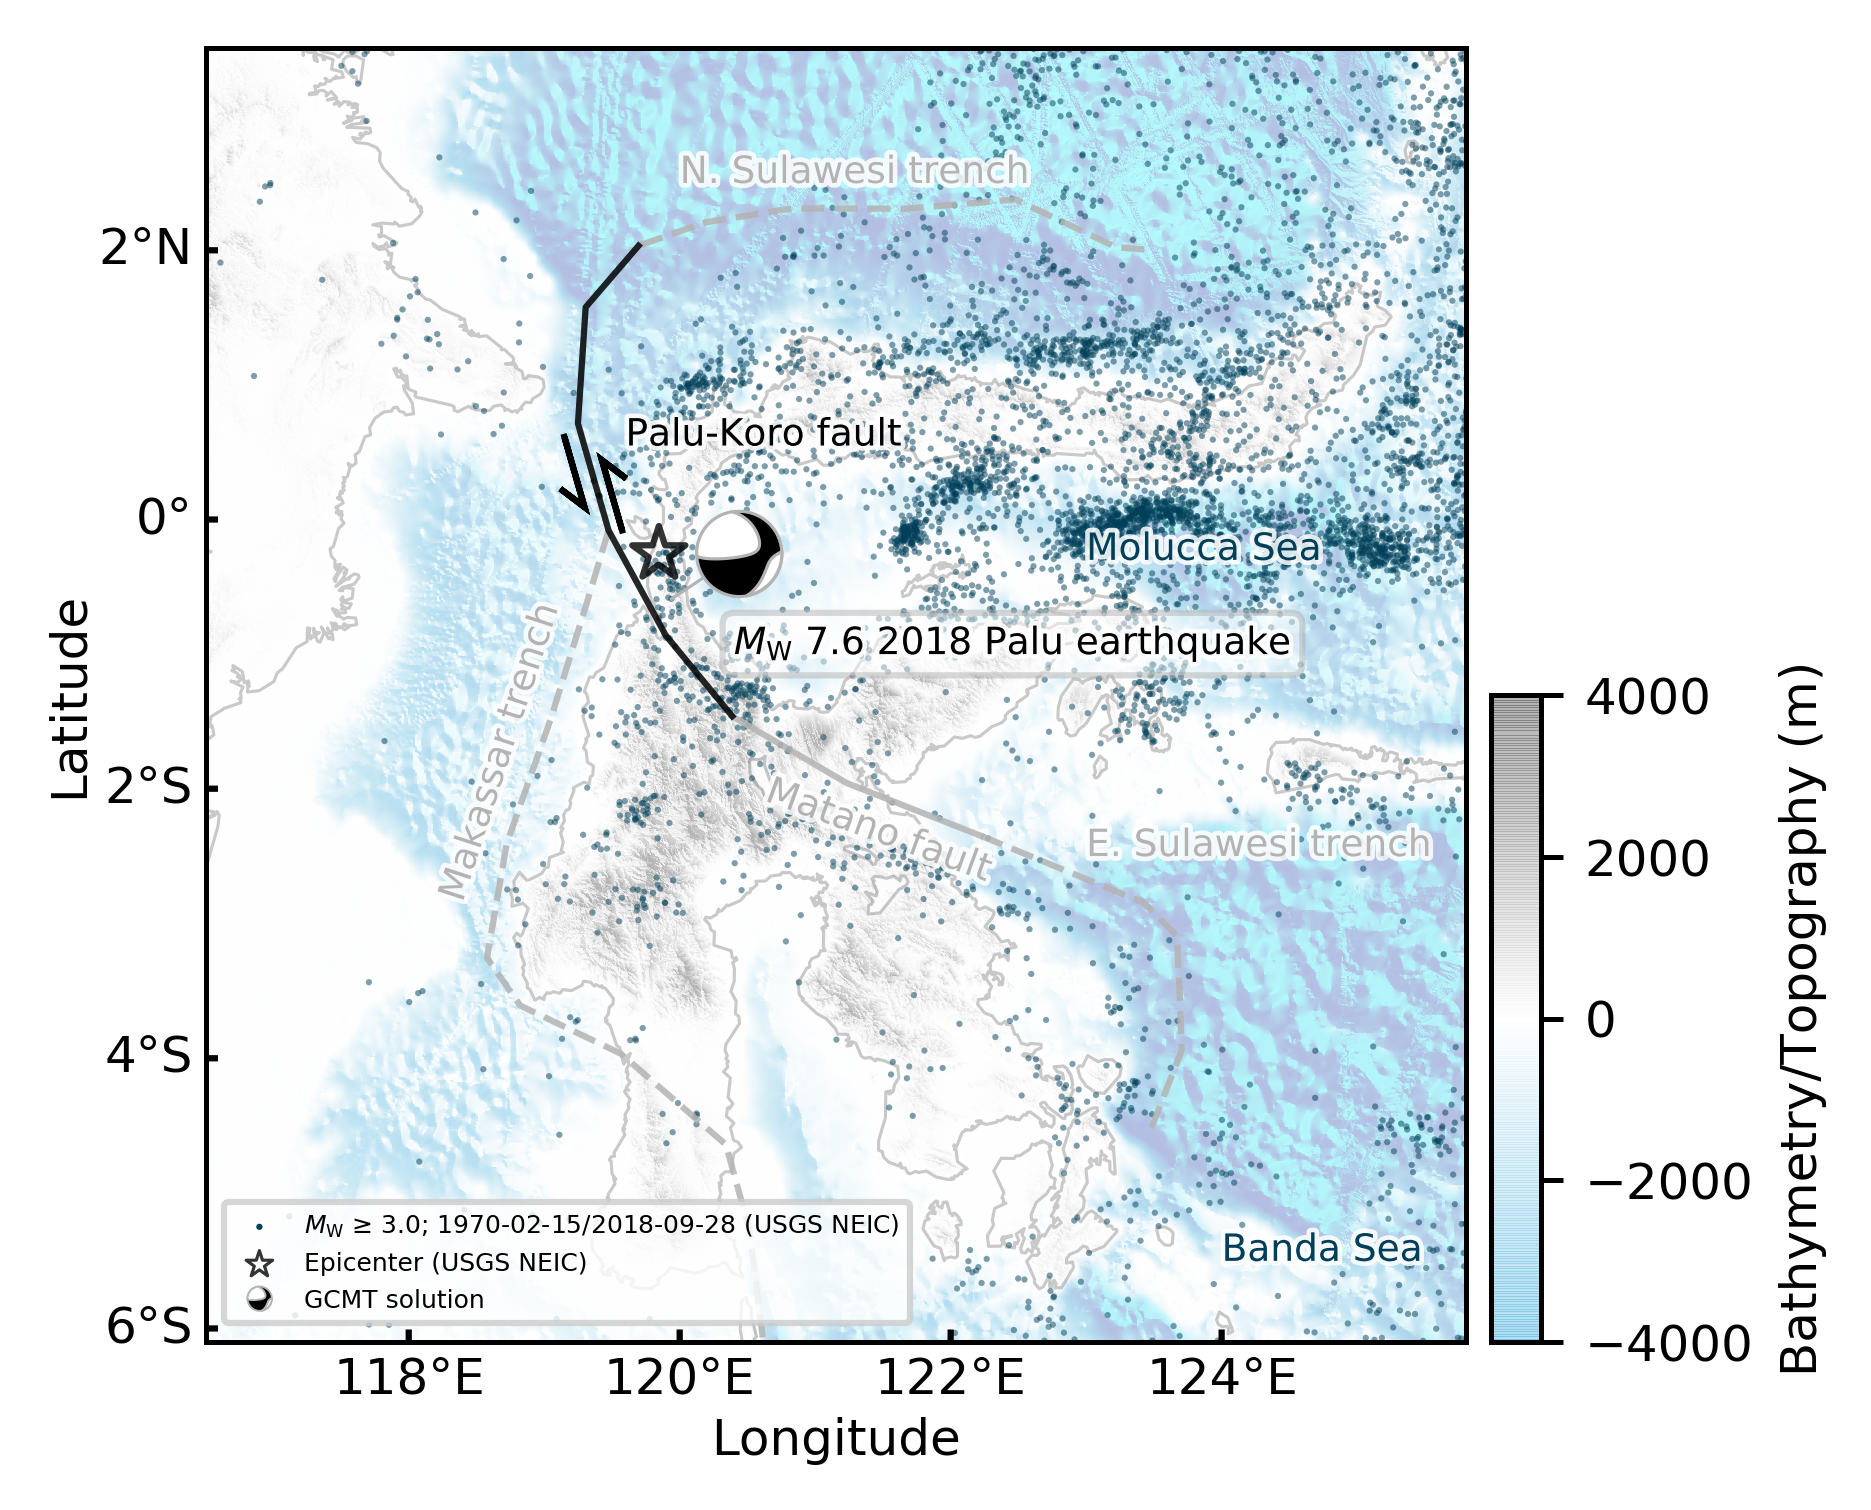 N. Sulawesi trench
2°N
Palu-Koro fault
0°
Molucca Sea
M_W 7.6 2018 Palu earthquake
Makassar trench
Latitude
2°S
Matano fault
E. Sulawesi trench
4°S
Banda Sea
M_W ≥ 3.0; 1970-02-15/2018-09-28 (USGS NEIC)
Epicenter (USGS NEIC)
GCMT solution
6°S
118°E
120°E
122°E
124°E
Longitude
4000
2000
0
−2000
−4000
Bathymetry/Topography (m)